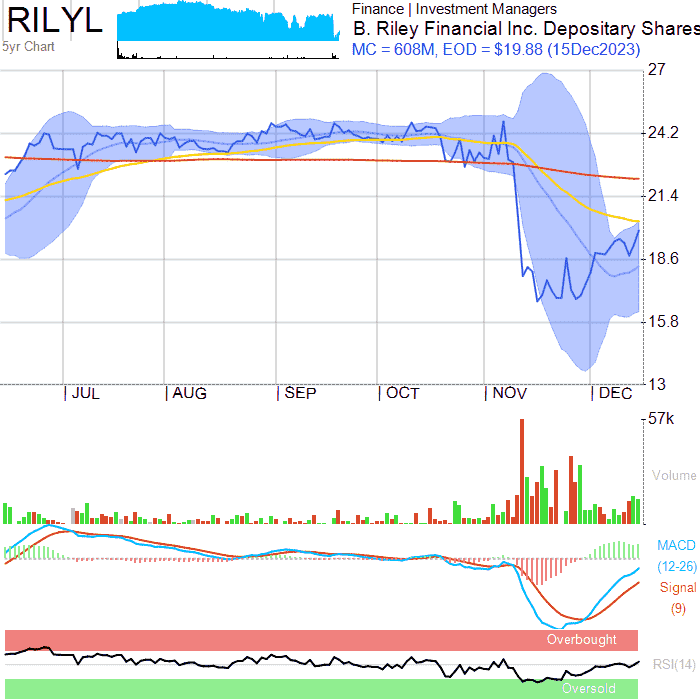 RILYL
5yr Chart
Finance | Investment Managers
B. Riley Financial Inc. Depositary Shares
MC = 608M, EOD = $19.88 (15Dec2023)
27
24.2
21.4
18.6
15.8
13
JUL AUG SEP OCT NOV DEC
57k
Volume
MACD
(12-26)
Signal
(9)
Overbought
RSI(14)
Oversold